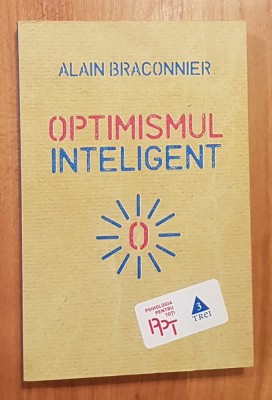 ALAIN BRACONNIER
OPTIMISMUL
INTELIGENT
O
PSIHOLOGIA
PENTRU
TOȚI
PPT
3
TREI